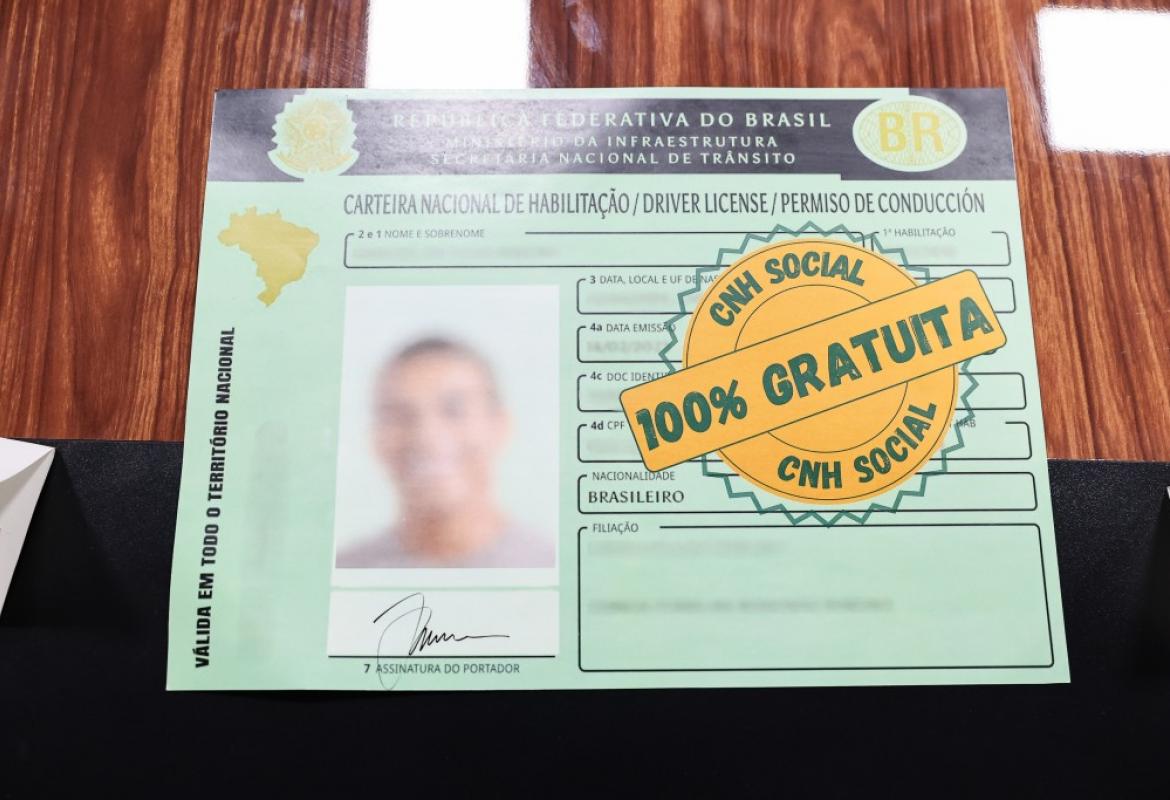 REPÚBLICA FEDERATIVA DO BRASIL
MINISTÉRIO DA INFRAESTRUTURA
SECRETARIA NACIONAL DE TRÂNSITO
BR
CARTEIRA NACIONAL DE HABILITAÇÃO / DRIVER LICENSE / PERMISO DE CONDUCCIÓN
2 e 1 NOME E SOBRENOME
1ª HABILITAÇÃO
3 DATA, LOCAL E UF DE NAS
4a DATA EMISSÃO
4c DOC IDENTI
4d CPF
HAB
NACIONALIDADE
BRASILEIRO
FILIAÇÃO
7 ASSINATURA DO PORTADOR
VÁLIDA EM TODO O TERRITÓRIO NACIONAL
CNH SOCIAL
100% GRATUITA
CNH SOCIAL